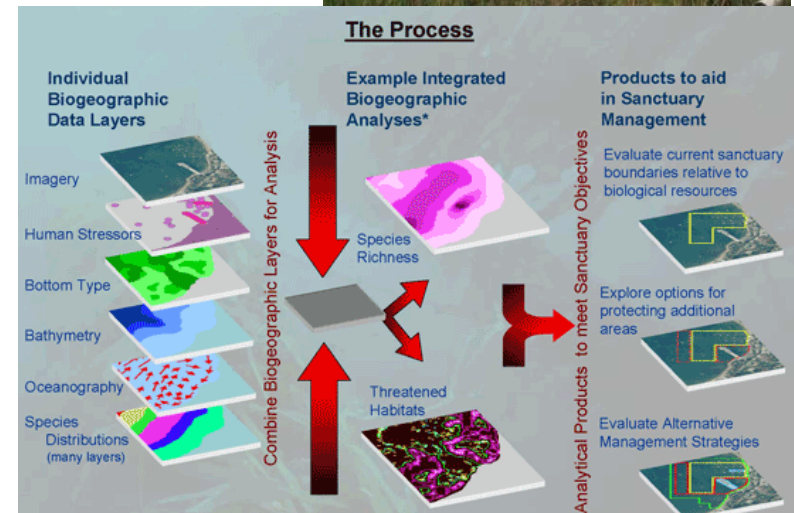 The Process
Individual
Biogeographic
Data Layers
Imagery
Human Stressors
Bottom Type
Bathymetry
Oceanography
Species
Distributions
(many layers)
Combine Biogeographic Layers for Analysis
Example Integrated
Biogeographic
Analyses*
Species
Richness
Threatened
Habitats
Analytical Products to meet Sanctuary Objectives
Products to aid
in Sanctuary
Management
Evaluate current sanctuary
boundaries relative to
biological resources
Explore options for
protecting additional
areas
Evaluate Alternative
Management Strategies